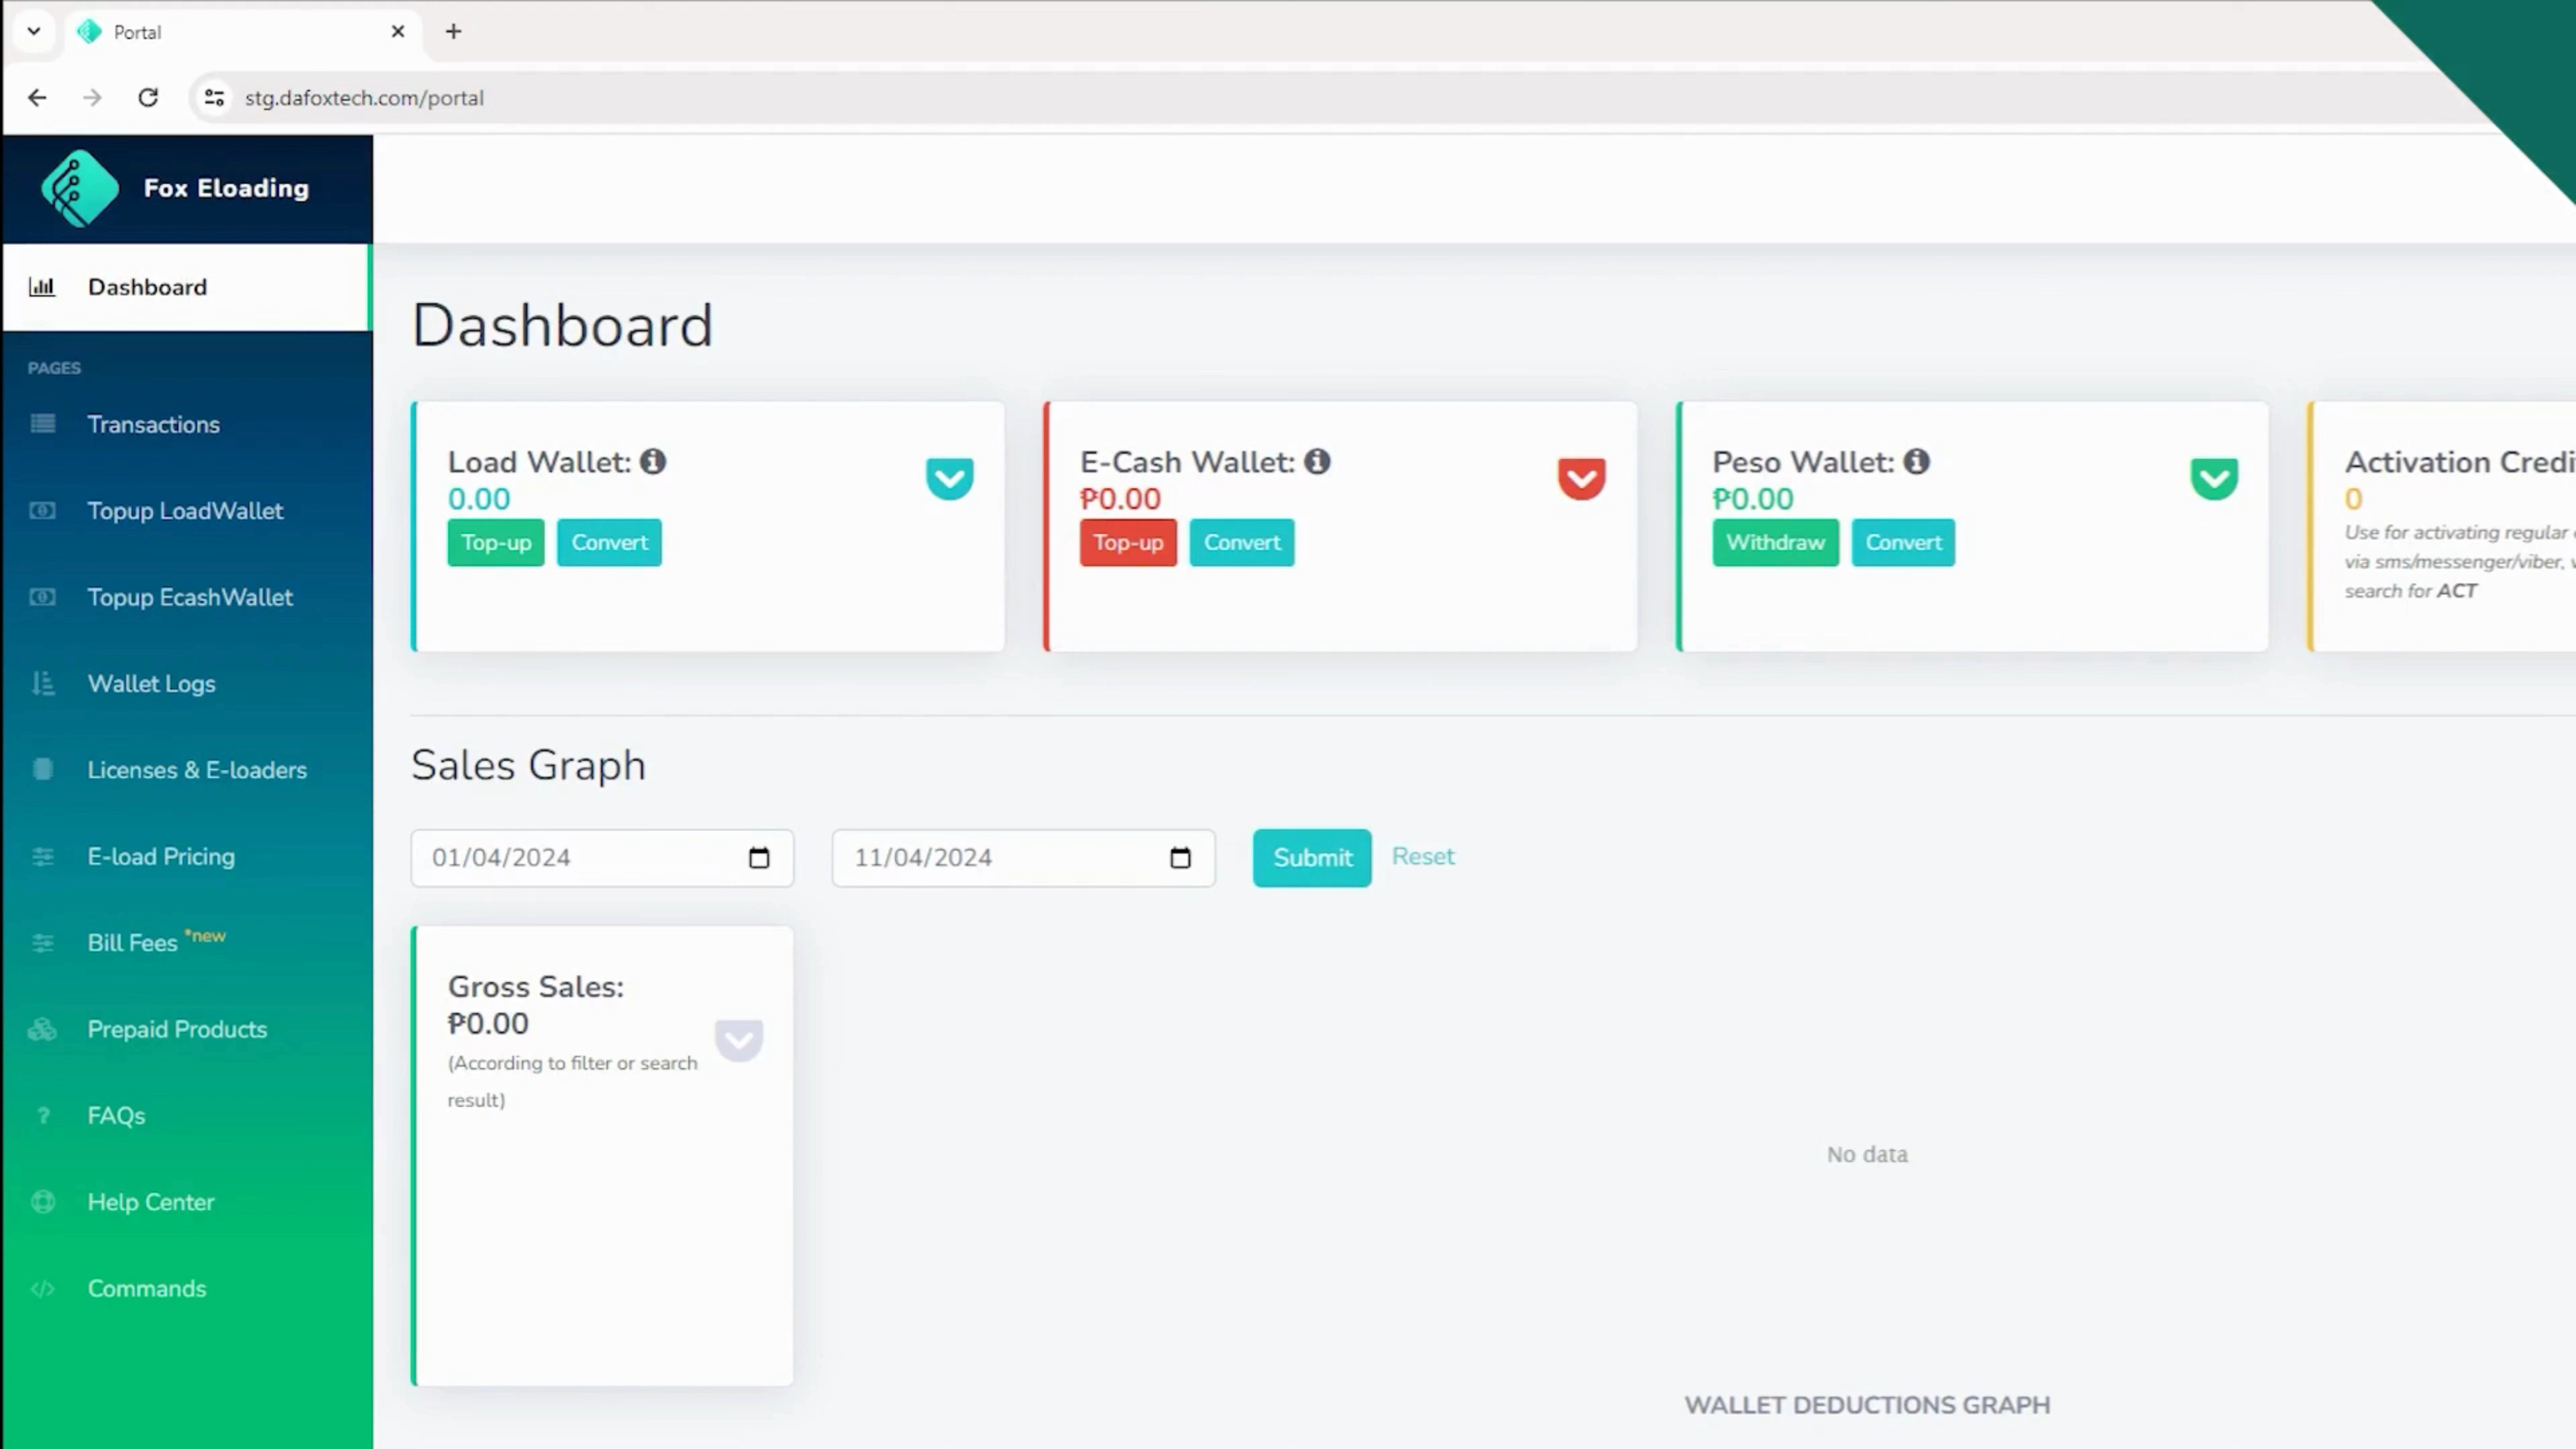 Portal
stg.dafoxtech.com/portal
Fox Eloading
Dashboard
PAGES
Transactions
Topup LoadWallet
Topup EcashWallet
Wallet Logs
Licenses & E-loaders
E-load Pricing
Bill Fees *new
Prepaid Products
FAQs
Help Center
Commands
Dashboard
Load Wallet:
0.00
Top-up Convert
E-Cash Wallet:
₱0.00
Top-up Convert
Peso Wallet:
₱0.00
Withdraw Convert
Activation
0
Use for activating regular
via sms/messenger/viber,
search for ACT
Sales Graph
01/04/2024 11/04/2024 Submit Reset
Gross Sales:
₱0.00
(According to filter or search
result)
No data
WALLET DEDUCTIONS GRAPH